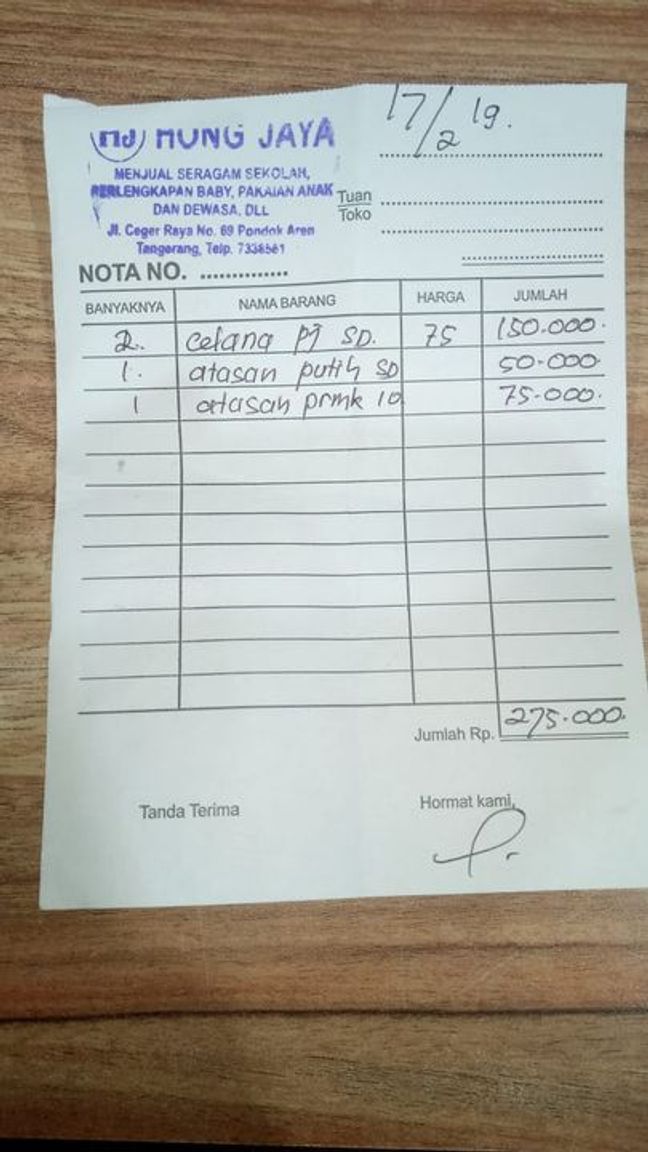 17/2 19.
MJ MUNG JAYA
MENJUAL SERAGAM SEKOLAH,
PERLENGKAPAN BABY, PAKAIAN ANAK
DAN DEWASA, DLL
Jl. Ceger Raya No. 69 Pondok Aren
Tangerang, Telp. 7338561
Tuan
Toko
NOTA NO. ..............
BANYAKNYA NAMA BARANG HARGA JUMLAH
2. celana pj SD. 75 150.000.
1. atasan putih SD 50.000
1 atasan prmk 10 75.000.
Jumlah Rp. 275.000.
Tanda Terima Hormat kami,